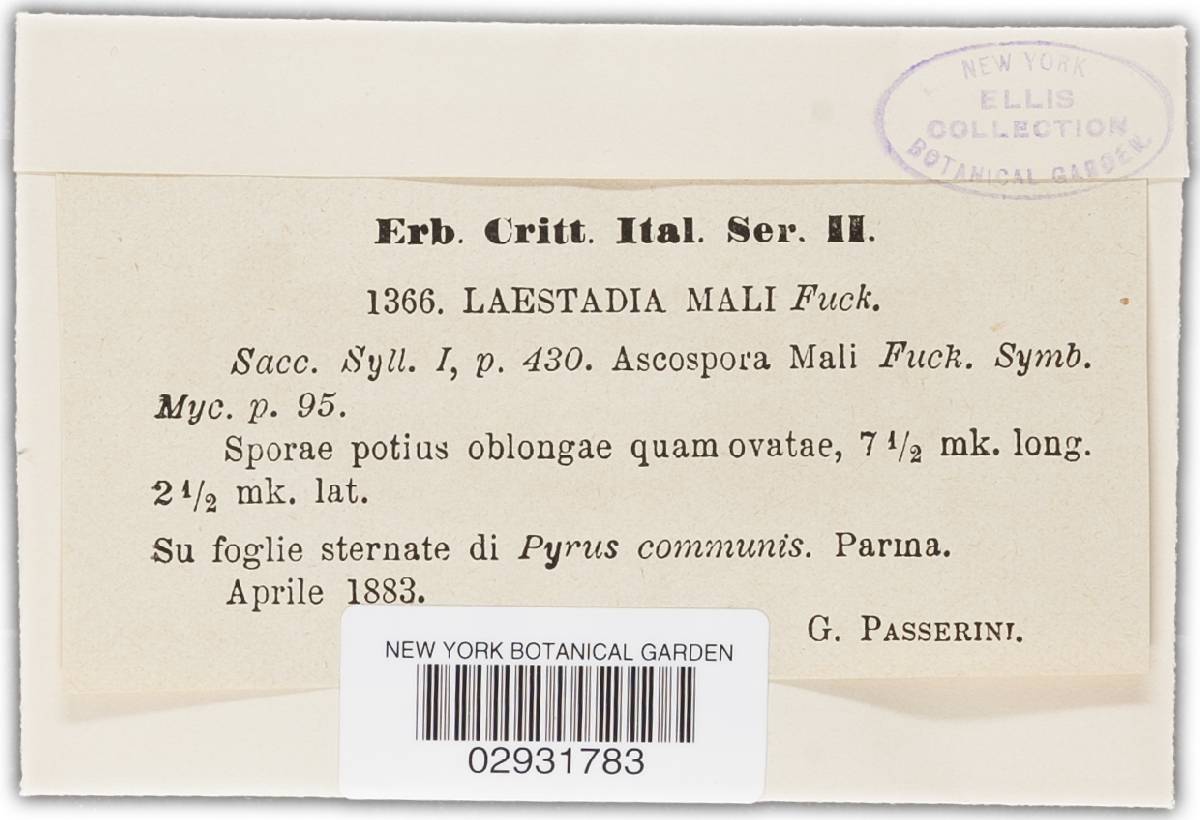 NEW YORK
ELLIS
COLLECTION
BOTANICAL GARDEN.
Erb. Critt. Ital. Ser. II.
1366. LAESTADIA MALI Fuck.
Sacc. Syll. I, p. 430. Ascospora Mali Fuck. Symb.
Myc. p. 95.
Sporae potius oblongae quam ovatae, 7 1/2 mk. long.
2 1/2 mk. lat.
Su foglie sternate di Pyrus communis. Parma.
Aprile 1883.
G. PASSERINI.
NEW YORK BOTANICAL GARDEN
02931783